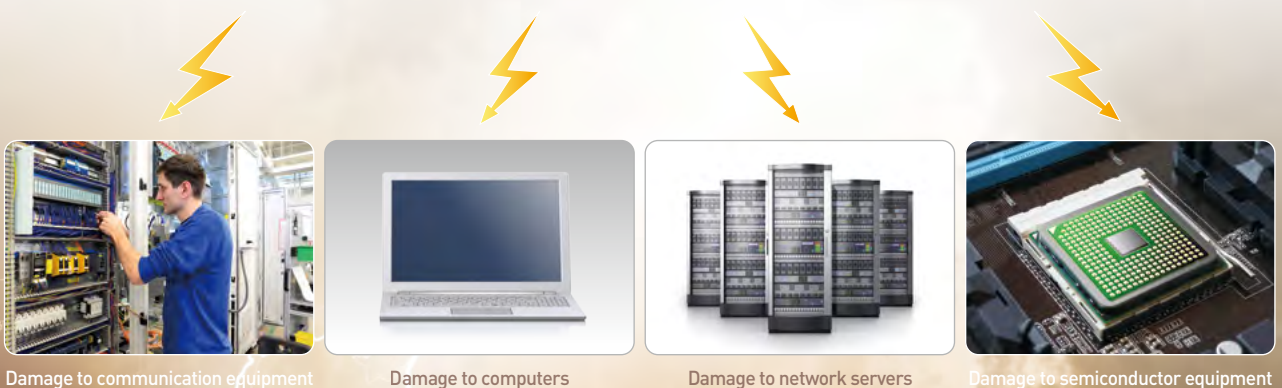 Damage to communication equipment
Damage to computers
Damage to network servers
Damage to semiconductor equipment